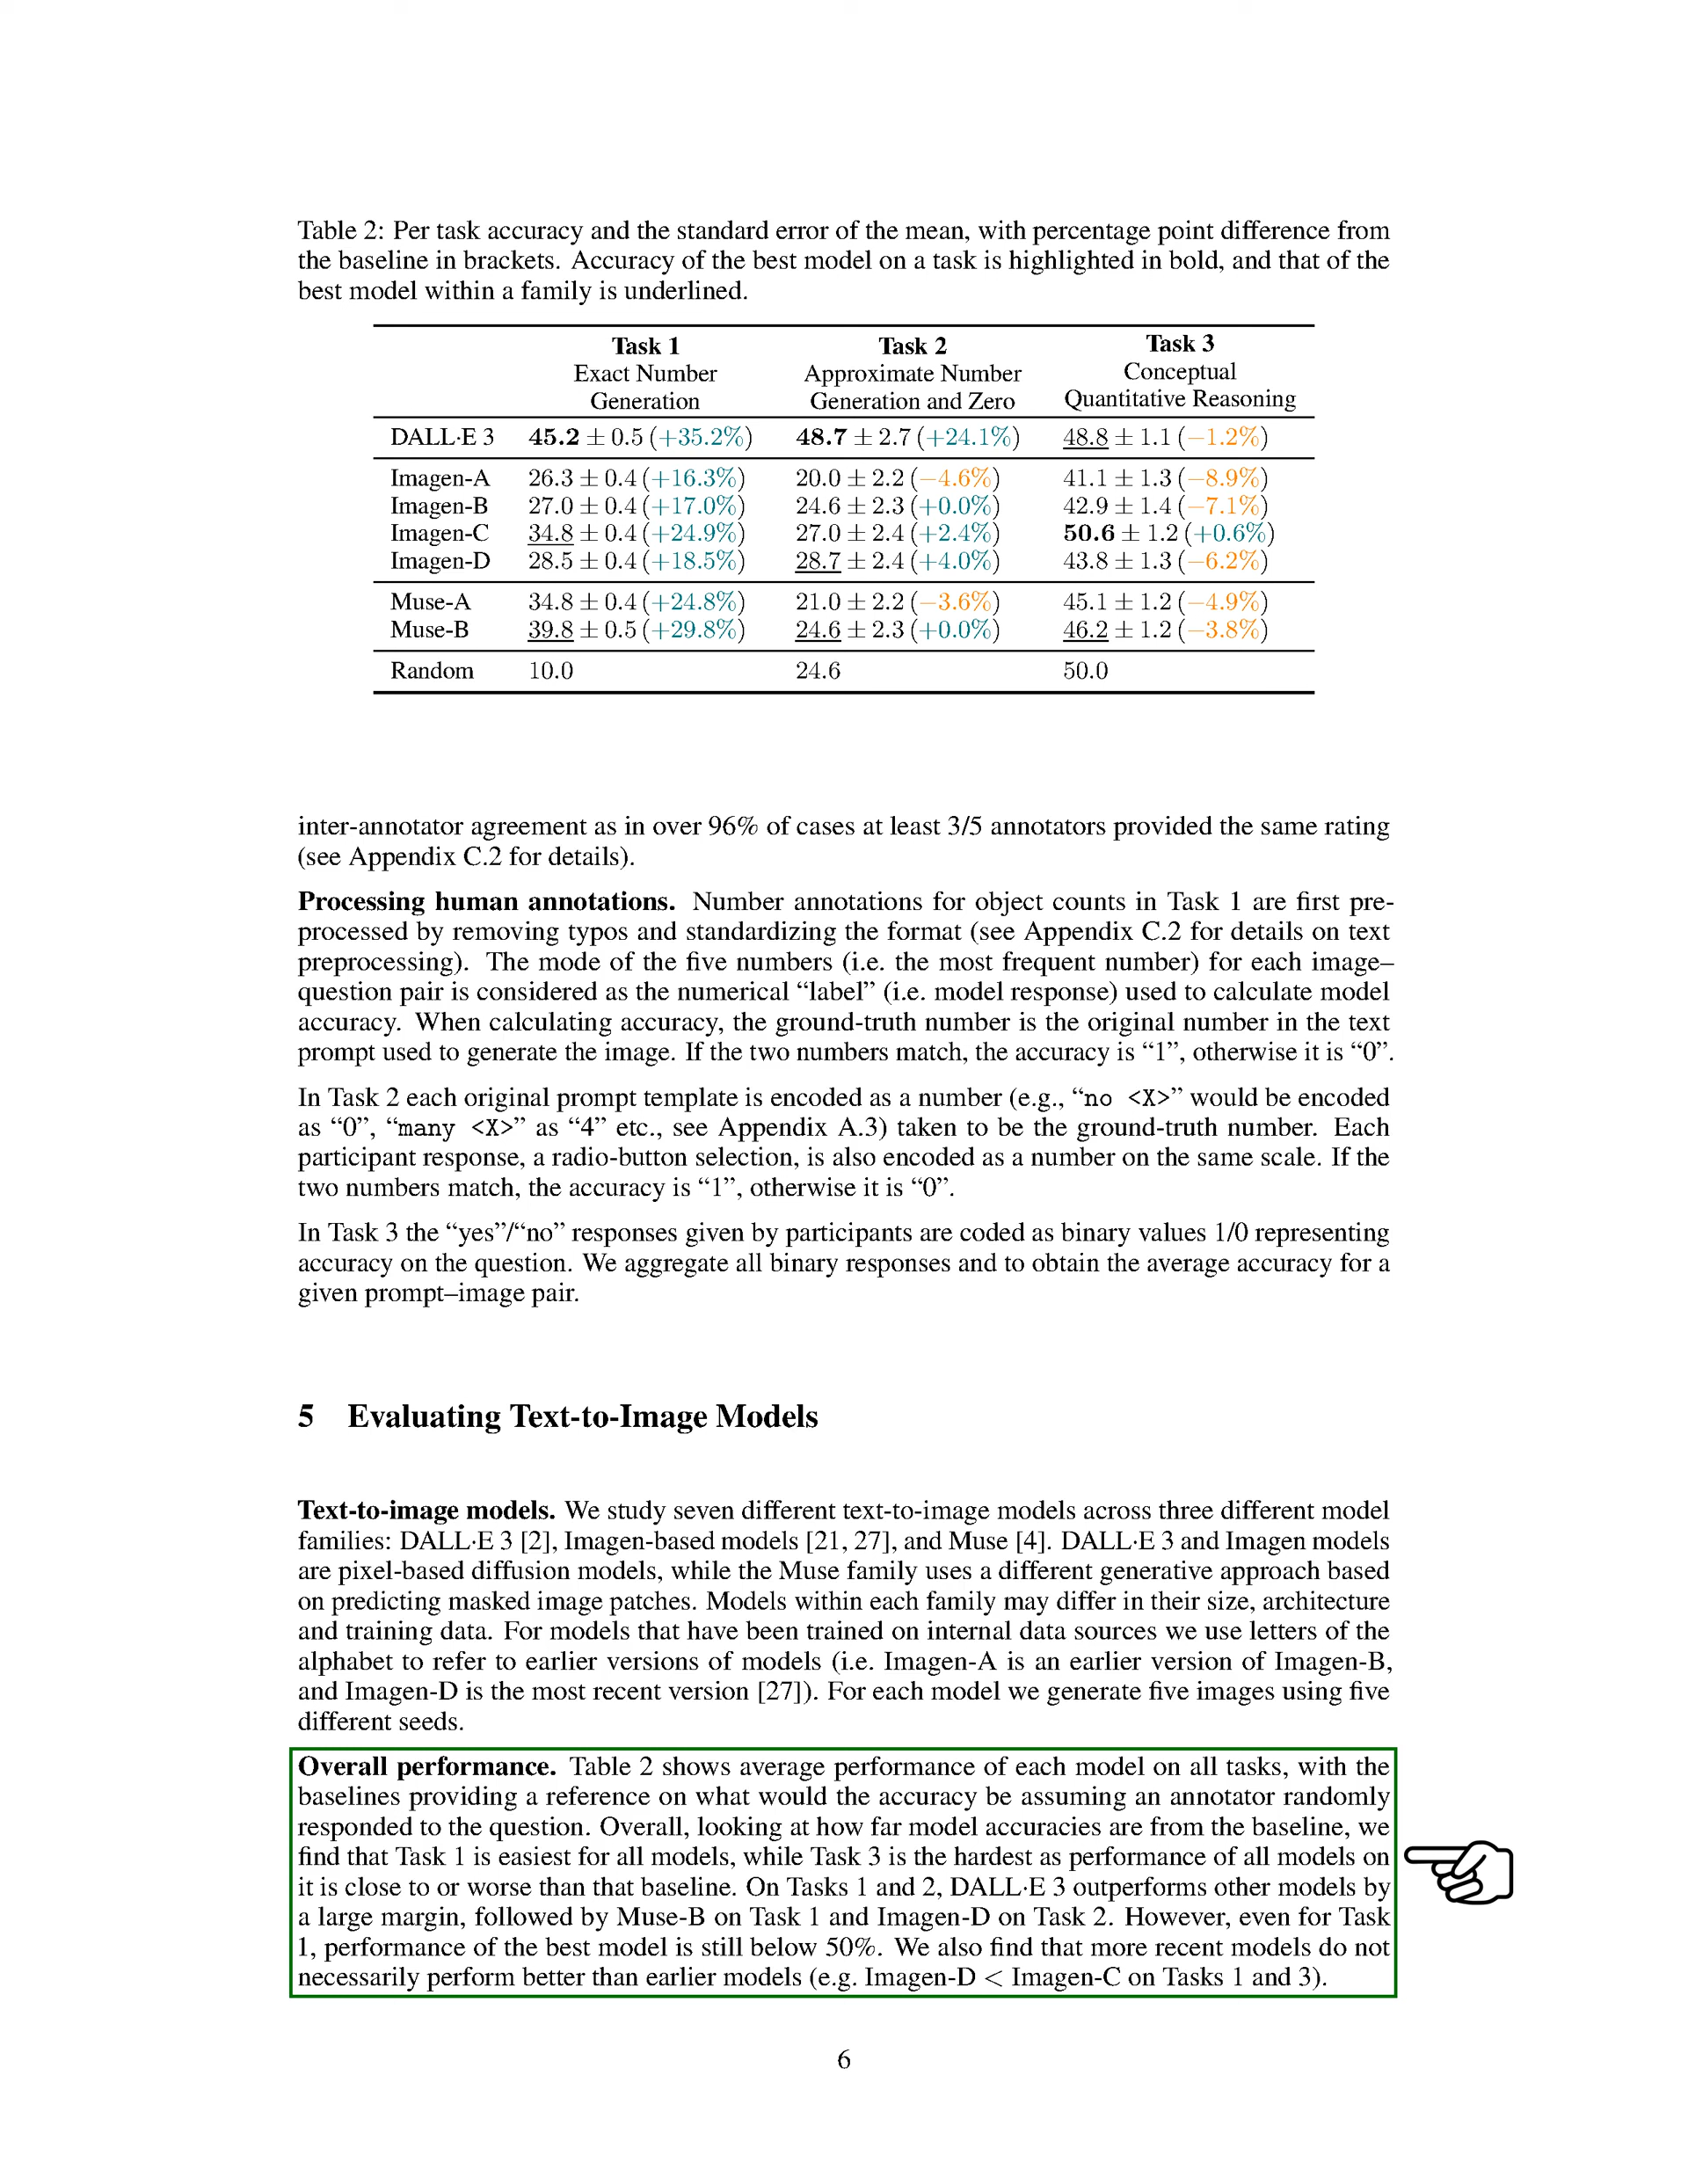 Table 2: Per task accuracy and the standard error of the mean, with percentage point difference from
the baseline in brackets. Accuracy of the best model on a task is highlighted in bold, and that of the
best model within a family is underlined.
Task 1 Task 2 Task 3
Exact Number Approximate Number Conceptual
Generation Generation and Zero Quantitative Reasoning
DALL·E 3 45.2 ± 0.5 (+35.2%) 48.7 ± 2.7 (+24.1%) 48.8 ± 1.1 (−1.2%)
Imagen-A 26.3 ± 0.4 (+16.3%) 20.0 ± 2.2 (−4.6%) 41.1 ± 1.3 (−8.9%)
Imagen-B 27.0 ± 0.4 (+17.0%) 24.6 ± 2.3 (+0.0%) 42.9 ± 1.4 (−7.1%)
Imagen-C 34.8 ± 0.4 (+24.9%) 27.0 ± 2.4 (+2.4%) 50.6 ± 1.2 (+0.6%)
Imagen-D 28.5 ± 0.4 (+18.5%) 28.7 ± 2.4 (+4.0%) 43.8 ± 1.3 (−6.2%)
Muse-A 34.8 ± 0.4 (+24.8%) 21.0 ± 2.2 (−3.6%) 45.1 ± 1.2 (−4.9%)
Muse-B 39.8 ± 0.5 (+29.8%) 24.6 ± 2.3 (+0.0%) 46.2 ± 1.2 (−3.8%)
Random 10.0 24.6 50.0
inter-annotator agreement as in over 96% of cases at least 3/5 annotators provided the same rating
(see Appendix C.2 for details).
Processing human annotations. Number annotations for object counts in Task 1 are first pre-
processed by removing typos and standardizing the format (see Appendix C.2 for details on text
preprocessing). The mode of the five numbers (i.e. the most frequent number) for each image–
question pair is considered as the numerical “label” (i.e. model response) used to calculate model
accuracy. When calculating accuracy, the ground-truth number is the original number in the text
prompt used to generate the image. If the two numbers match, the accuracy is “1”, otherwise it is “0”.
In Task 2 each original prompt template is encoded as a number (e.g., “no <X>” would be encoded
as “0”, “many <X>” as “4” etc., see Appendix A.3) taken to be the ground-truth number. Each
participant response, a radio-button selection, is also encoded as a number on the same scale. If the
two numbers match, the accuracy is “1”, otherwise it is “0”.
In Task 3 the “yes”/“no” responses given by participants are coded as binary values 1/0 representing
accuracy on the question. We aggregate all binary responses and to obtain the average accuracy for a
given prompt–image pair.
5 Evaluating Text-to-Image Models
Text-to-image models. We study seven different text-to-image models across three different model
families: DALL·E 3 [2], Imagen-based models [21, 27], and Muse [4]. DALL·E 3 and Imagen models
are pixel-based diffusion models, while the Muse family uses a different generative approach based
on predicting masked image patches. Models within each family may differ in their size, architecture
and training data. For models that have been trained on internal data sources we use letters of the
alphabet to refer to earlier versions of models (i.e. Imagen-A is an earlier version of Imagen-B,
and Imagen-D is the most recent version [27]). For each model we generate five images using five
different seeds.
Overall performance. Table 2 shows average performance of each model on all tasks, with the
baselines providing a reference on what would the accuracy be assuming an annotator randomly
responded to the question. Overall, looking at how far model accuracies are from the baseline, we
find that Task 1 is easiest for all models, while Task 3 is the hardest as performance of all models on
it is close to or worse than that baseline. On Tasks 1 and 2, DALL·E 3 outperforms other models by
a large margin, followed by Muse-B on Task 1 and Imagen-D on Task 2. However, even for Task
1, performance of the best model is still below 50%. We also find that more recent models do not
necessarily perform better than earlier models (e.g. Imagen-D < Imagen-C on Tasks 1 and 3).
6